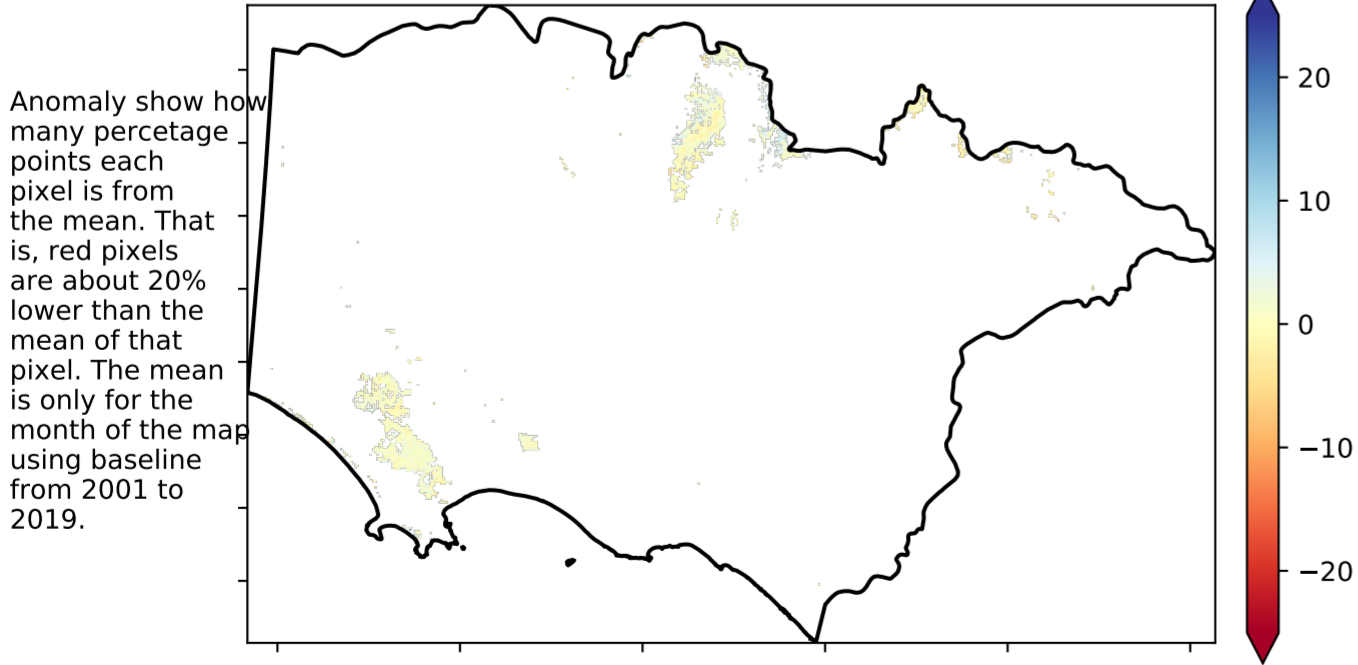 Anomaly show how
many percetage
points each
pixel is from
the mean. That
is, red pixels
are about 20%
lower than the
mean of that
pixel. The mean
is only for the
month of the map
using baseline
from 2001 to
2019.
20
10
0
−10
−20